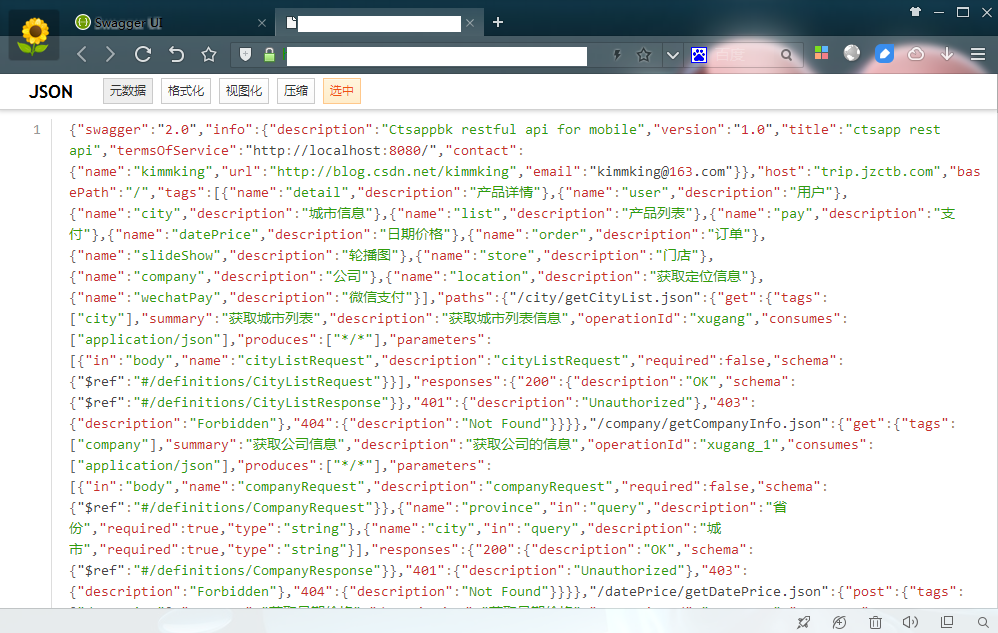 Swagger UI
百度
JSON
元数据 格式化 视图化 压缩 选中
1
{"swagger":"2.0","info":{"description":"Ctsappbk restful api for mobile","version":"1.0","title":"ctsapp rest
api","termsOfService":"http://localhost:8080/","contact":
{"name":"kimmking","url":"http://blog.csdn.net/kimmking","email":"kimmking@163.com"}},"host":"trip.jzctb.com","bas
ePath":"/","tags":[{"name":"detail","description":"产品详情"},{"name":"user","description":"用户"},
{"name":"city","description":"城市信息"},{"name":"list","description":"产品列表"},{"name":"pay","description":"支
付"},{"name":"datePrice","description":"日期价格"},{"name":"order","description":"订单"},
{"name":"slideShow","description":"轮播图"},{"name":"store","description":"门店"},
{"name":"company","description":"公司"},{"name":"location","description":"获取定位信息"},
{"name":"wechatPay","description":"微信支付"}],"paths":{"/city/getCityList.json":{"get":{"tags":
["city"],"summary":"获取城市列表","description":"获取城市列表信息","operationId":"xugang","consumes":
["application/json"],"produces":["*/*"],"parameters":
[{"in":"body","name":"cityListRequest","description":"cityListRequest","required":false,"schema":
{"$ref":"#/definitions/CityListRequest"}}],"responses":{"200":{"description":"OK","schema":
{"$ref":"#/definitions/CityListResponse"}},"401":{"description":"Unauthorized"},"403":
{"description":"Forbidden"},"404":{"description":"Not Found"}}}},"/company/getCompanyInfo.json":{"get":{"tags":
["company"],"summary":"获取公司信息","description":"获取公司的信息","operationId":"xugang_1","consumes":
["application/json"],"produces":["*/*"],"parameters":
[{"in":"body","name":"companyRequest","description":"companyRequest","required":false,"schema":
{"$ref":"#/definitions/CompanyRequest"}},{"name":"province","in":"query","description":"省
份","required":true,"type":"string"},{"name":"city","in":"query","description":"城
市","required":true,"type":"string"}],"responses":{"200":{"description":"OK","schema":
{"$ref":"#/definitions/CompanyResponse"}},"401":{"description":"Unauthorized"},"403":
{"description":"Forbidden"},"404":{"description":"Not Found"}}}},"/datePrice/getDatePrice.json":{"post":{"tags":